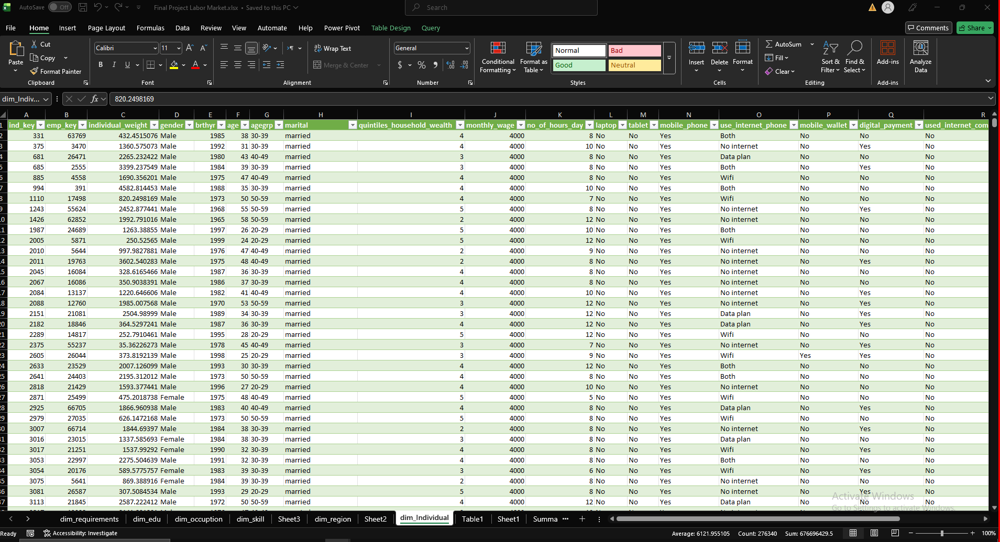 AutoSave Off Final Project Labor Market.xlsx • Saved to this PC Search
File Home Insert Page Layout Formulas Data Review View Automate Help Power Pivot Table Design Query Comments Share
Paste Cut Copy Format Painter Clipboard
Calibri 11 B I U Font
Wrap Text Merge & Center Alignment
General $ % Number
Conditional Formatting Format as Table Normal Bad Good Neutral Styles
Insert Delete Format Cells
AutoSum Fill Clear Sort & Filter Find & Select Editing
Add-ins Add-ins
Analyze Data
dim_Indiv... fx 820.2498169
A B C D E F G H I J K L M N O P Q R
1 ind_key emp_key individual_weight gender brthyr age agegrp marital quintiles_household_wealth monthly_wage no_of_hours_day laptop tablet mobile_phone use_internet_phone mobile_wallet digital_payment used_internet_com
2 331 63769 432.4515076 Male 1985 38 30-39 married 4 4000 8 No No Yes Both No No No
3 375 3470 1360.575073 Male 1992 31 30-39 married 4 4000 10 No No Yes No internet No Yes No
4 681 26471 2265.232422 Male 1980 43 40-49 married 3 4000 8 No No Yes Data plan No No No
5 685 2555 3399.237549 Male 1984 39 30-39 married 3 4000 8 No No Yes Both No Yes No
6 885 4558 1690.356201 Male 1975 47 40-49 married 4 4000 8 No No Yes Wifi No No No
7 994 391 4582.814453 Male 1988 35 30-39 married 4 4000 10 No No Yes Both No No No
8 1110 17498 820.2498169 Male 1973 50 50-59 married 4 4000 7 No No Yes Wifi No No No
9 1243 55624 2452.877441 Male 1968 55 50-59 married 5 4000 8 No No Yes No internet No Yes No
0 1426 62852 1992.791016 Male 1965 58 50-59 married 2 4000 12 No No Yes No internet No No No
1 1987 24689 1263.38855 Male 1997 26 20-29 married 5 4000 10 No No Yes Both No No No
2 2005 5871 250.52565 Male 1999 24 20-29 married 5 4000 12 No No Yes Wifi No No No
3 2010 5644 997.9827881 Male 1976 47 40-49 married 2 4000 9 No No Yes No internet No No No
4 2011 19763 3602.540283 Male 1975 48 40-49 married 2 4000 8 No No Yes No internet No Yes No
5 2045 16084 328.6165466 Male 1987 36 30-39 married 4 4000 8 No No Yes No internet No No No
6 2067 16086 350.9038391 Male 1986 37 30-39 married 4 4000 8 No No Yes No internet No No No
7 2084 13137 1220.646606 Male 1982 41 40-49 married 4 4000 10 No No Yes No internet No Yes No
8 2088 12760 1985.007568 Male 1970 53 50-59 married 3 4000 12 No No Yes No internet No Yes No
9 2151 21081 2504.98999 Male 1989 34 30-39 married 3 4000 12 No No Yes Data plan No Yes No
20 2182 18846 364.5297241 Male 1987 36 30-39 married 4 4000 12 No No Yes Data plan No Yes No
21 2289 14817 252.7910461 Male 1995 28 20-29 married 5 4000 12 No No Yes Wifi No No No
22 2375 55237 35.36226273 Male 1978 45 40-49 married 3 4000 7 No No Yes No internet No Yes No
23 2605 26044 373.8192139 Male 1998 25 20-29 married 3 4000 9 No No Yes Wifi Yes Yes No
24 2633 23529 2007.126099 Male 1993 30 30-39 married 4 4000 12 No No Yes Both No No No
25 2641 24403 2195.312012 Male 1973 50 50-59 married 4 4000 8 No No Yes Both No No No
26 2818 21429 1593.377441 Male 1996 27 20-29 married 4 4000 10 No No Yes No internet No No No
27 2871 25499 475.2018738 Female 1975 48 40-49 married 5 4000 5 No No Yes Wifi No No No
28 2925 66705 1866.960938 Male 1983 40 40-49 married 4 4000 8 No No Yes Data plan No Yes No
29 2979 27035 626.1472168 Male 1973 50 50-59 married 5 4000 8 No No Yes Wifi No No No
30 3007 66714 1844.69397 Male 1984 38 30-39 married 2 4000 8 No No Yes No internet No Yes No
31 3016 23015 1337.585693 Female 1984 38 30-39 married 3 4000 8 No No Yes Data plan No No No
32 3017 21251 1537.99292 Female 1990 32 30-39 married 4 4000 8 No No Yes Wifi No Yes No
33 3053 22997 2275.504639 Male 1991 32 30-39 married 4 4000 8 No No Yes Both No No No
34 3054 20176 589.5775757 Female 1983 39 30-39 married 3 4000 6 No No Yes Wifi No Yes No
35 3075 5641 869.388916 Female 1984 39 30-39 married 2 4000 8 No No Yes No internet No No No
36 3081 26587 307.5084534 Male 1993 29 20-29 married 5 4000 8 No No Yes No internet No Yes No
37 3113 21845 2587.222412 Male 1972 50 50-59 married 4 4000 12 No No Yes Data plan No No No
Activate Windows
Go to Settings to activate Windows.
dim_requirements dim_edu dim_occuption dim_skill Sheet3 dim_region Sheet2 dim_Individual Table1 Sheet1 Summa ...
Ready Accessibility: Investigate Average: 6121.955105 Count: 276340 Sum: 676696429.5 100%